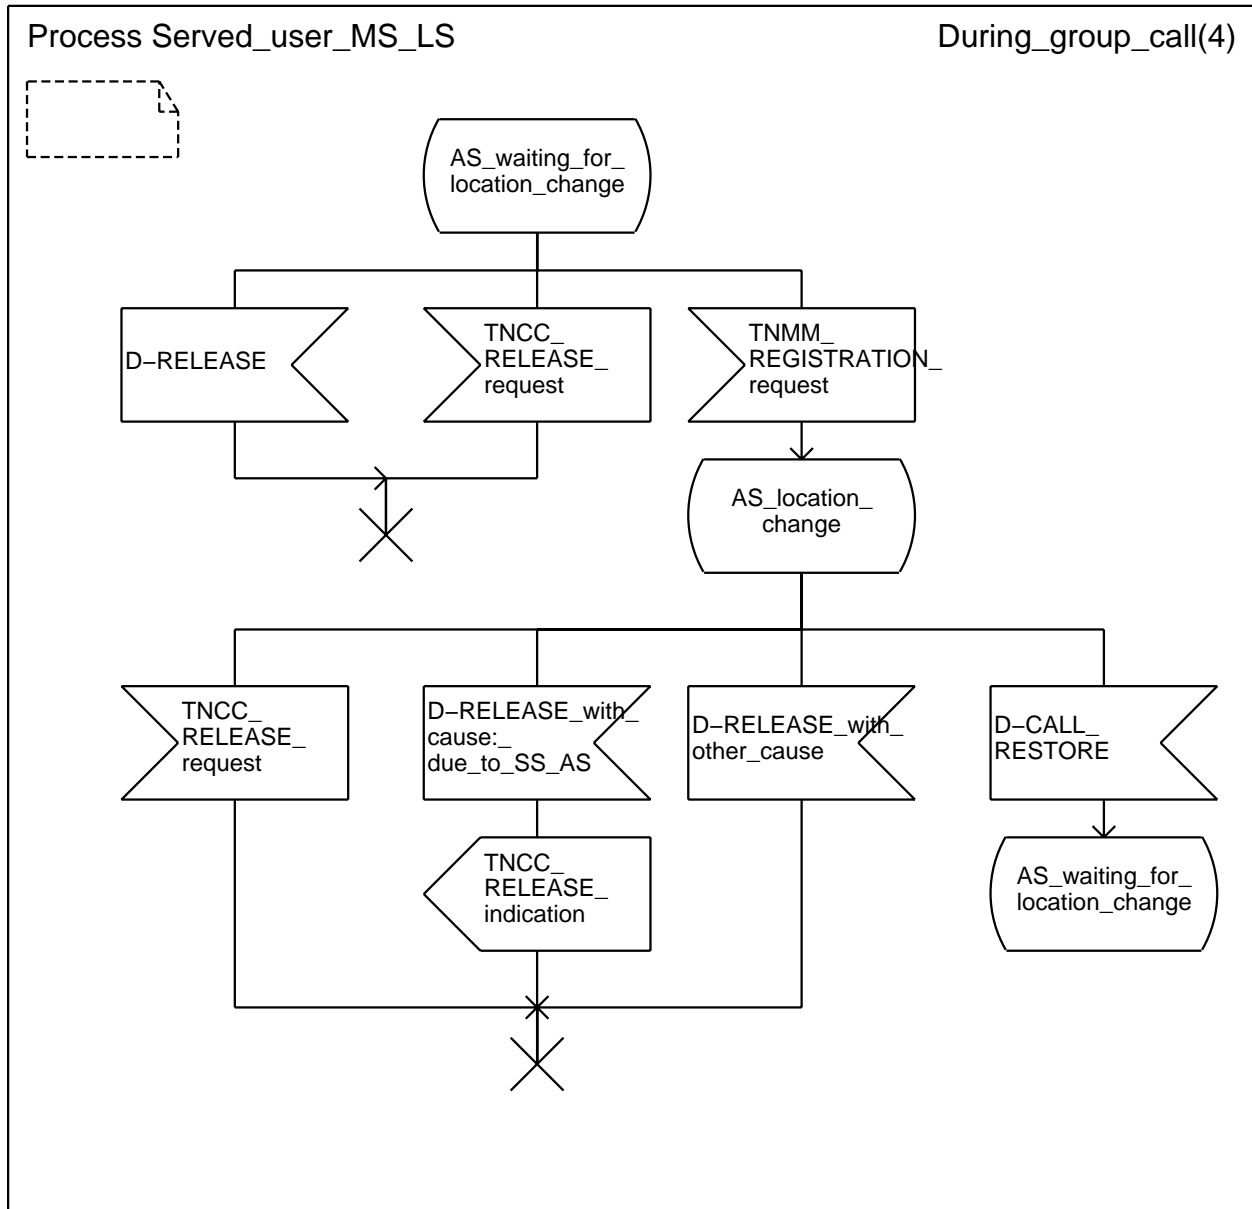 Process Served_user_MS_LS
During_group_call(4)
AS_waiting_for_
location_change
D−RELEASE
TNCC_
RELEASE_
request
TNMM_
REGISTRATION_
request
AS_location_
change
TNCC_
RELEASE_
request
D−RELEASE_with_
cause:_
due_to_SS_AS
D−RELEASE_with_
other_cause
D−CALL_
RESTORE
TNCC_
RELEASE_
indication
AS_waiting_for_
location_change